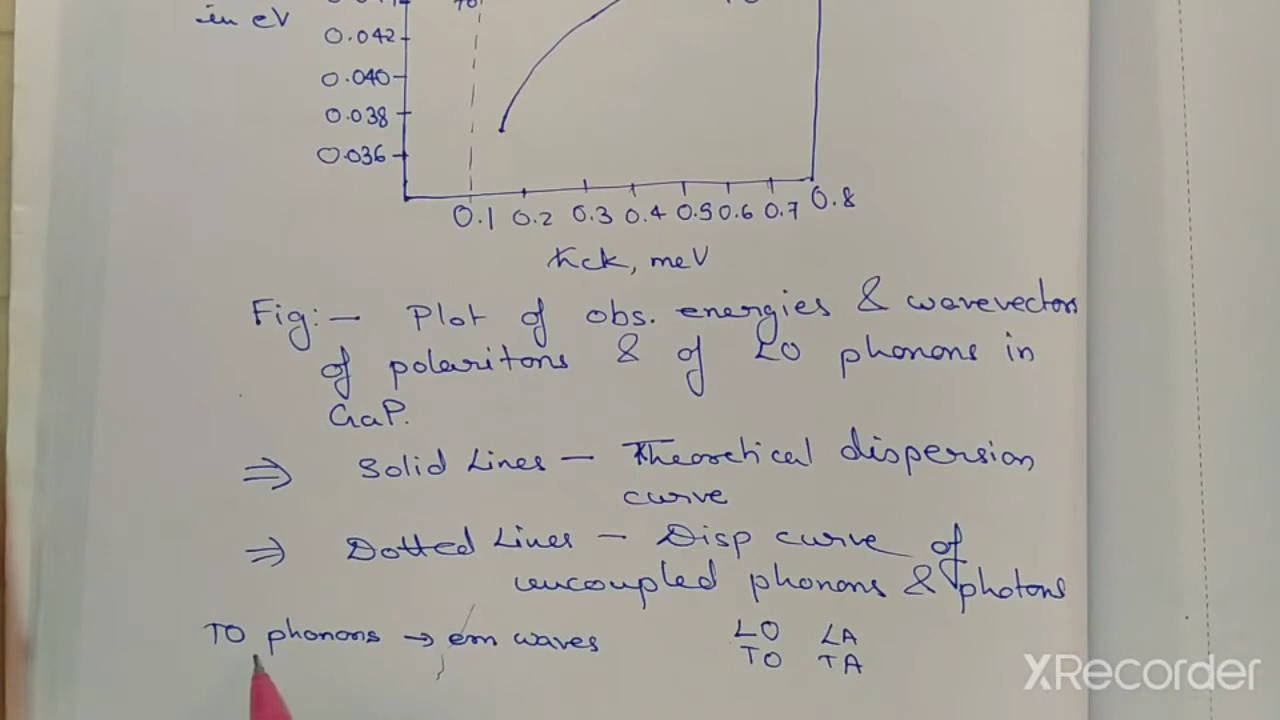 in eV
0.042
0.040
0.038
0.036
0.1 0.2 0.3 0.4 0.5 0.6 0.7 0.8
ħck, meV
Fig:- Plot of obs. energies & wavevectors
of polaritons & of LO phonons in
GaP.
⇒ Solid Lines - Theoretical dispersion
curve
⇒ Dotted Lines - Disp curve of
uncoupled phonons & photons
TO phonons → em waves LO LA
TO TA
XRecorder